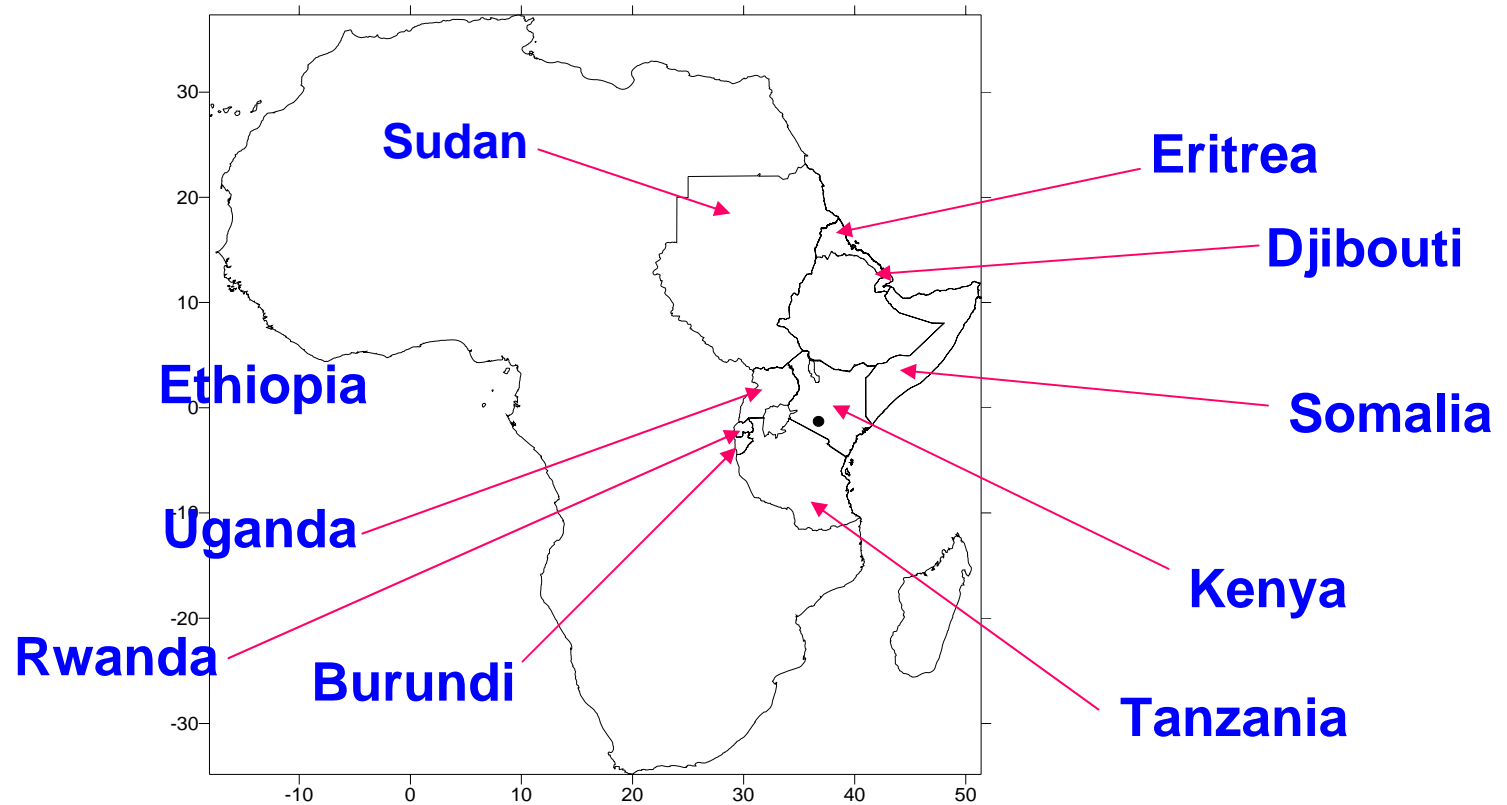 30
Sudan
Eritrea
20
Djibouti
10
Ethiopia
0
Somalia
-10
Uganda
Kenya
-20
Rwanda
Burundi
Tanzania
-30
-10 0 10 20 30 40 50